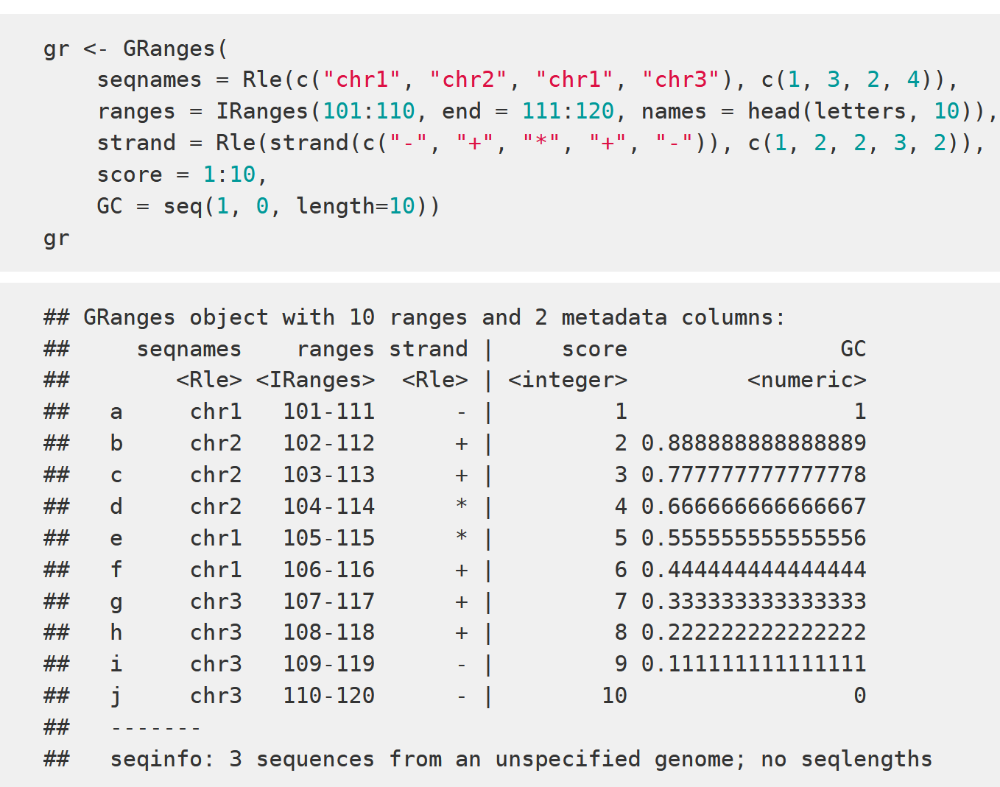 gr <- GRanges(
    seqnames = Rle(c("chr1", "chr2", "chr1", "chr3"), c(1, 3, 2, 4)),
    ranges = IRanges(101:110, end = 111:120, names = head(letters, 10)),
    strand = Rle(strand(c("-", "+", "*", "+", "-")), c(1, 2, 2, 3, 2)),
    score = 1:10,
    GC = seq(1, 0, length=10))
gr
## GRanges object with 10 ranges and 2 metadata columns:
##     seqnames    ranges strand |     score                GC
##        <Rle> <IRanges>  <Rle> | <integer>         <numeric>
##   a     chr1   101-111      - |         1                 1
##   b     chr2   102-112      + |         2 0.888888888888889
##   c     chr2   103-113      + |         3 0.777777777777778
##   d     chr2   104-114      * |         4 0.666666666666667
##   e     chr1   105-115      * |         5 0.555555555555556
##   f     chr1   106-116      + |         6 0.444444444444444
##   g     chr3   107-117      + |         7 0.333333333333333
##   h     chr3   108-118      + |         8 0.222222222222222
##   i     chr3   109-119      - |         9 0.111111111111111
##   j     chr3   110-120      - |        10                 0
##   -------
##   seqinfo: 3 sequences from an unspecified genome; no seqlengths